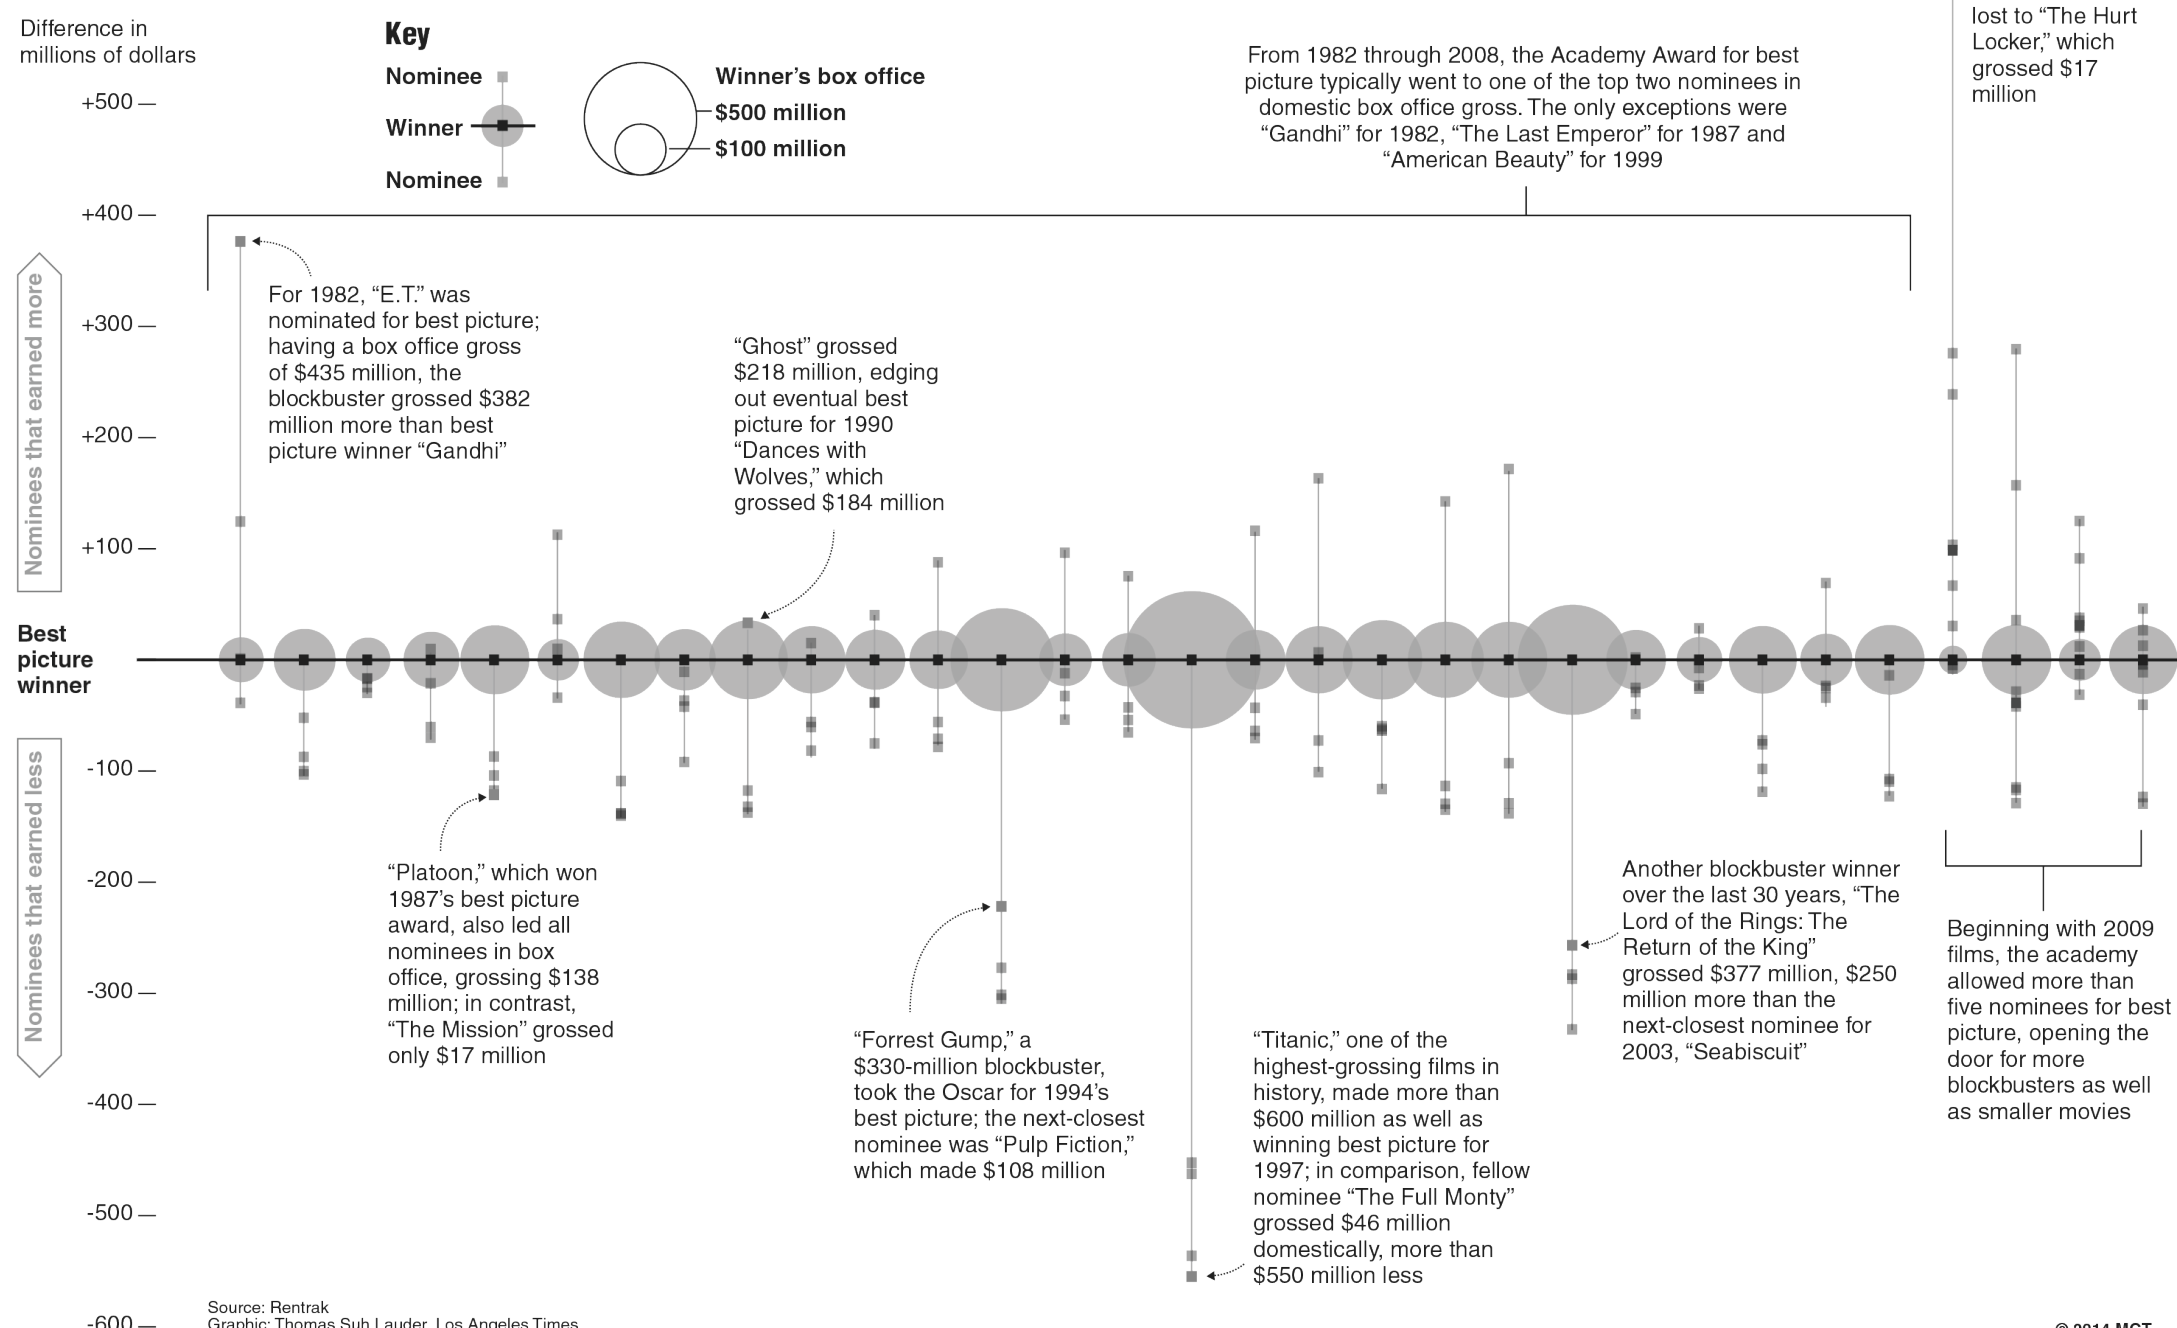 Difference in
millions of dollars
+500
+400
+300
+200
+100
Best
picture
winner
-100
-200
-300
-400
-500
-600
Nominees that earned more
Nominees that earned less
Key
Nominee
Winner
Nominee
Winner’s box office
$500 million
$100 million
From 1982 through 2008, the Academy Award for best
picture typically went to one of the top two nominees in
domestic box office gross. The only exceptions were
“Gandhi” for 1982, “The Last Emperor” for 1987 and
“American Beauty” for 1999
lost to “The Hurt
Locker,” which
grossed $17
million
For 1982, “E.T.” was
nominated for best picture;
having a box office gross
of $435 million, the
blockbuster grossed $382
million more than best
picture winner “Gandhi”
“Ghost” grossed
$218 million, edging
out eventual best
picture for 1990
“Dances with
Wolves,” which
grossed $184 million
“Platoon,” which won
1987’s best picture
award, also led all
nominees in box
office, grossing $138
million; in contrast,
“The Mission” grossed
only $17 million
“Forrest Gump,” a
$330-million blockbuster,
took the Oscar for 1994’s
best picture; the next-closest
nominee was “Pulp Fiction,”
which made $108 million
“Titanic,” one of the
highest-grossing films in
history, made more than
$600 million as well as
winning best picture for
1997; in comparison, fellow
nominee “The Full Monty”
grossed $46 million
domestically, more than
$550 million less
Another blockbuster winner
over the last 30 years, “The
Lord of the Rings: The
Return of the King”
grossed $377 million, $250
million more than the
next-closest nominee for
2003, “Seabiscuit”
Beginning with 2009
films, the academy
allowed more than
five nominees for best
picture, opening the
door for more
blockbusters as well
as smaller movies
Source: Rentrak
Graphic: Thomas Suh Lauder, Los Angeles Times
© 2014 MCT